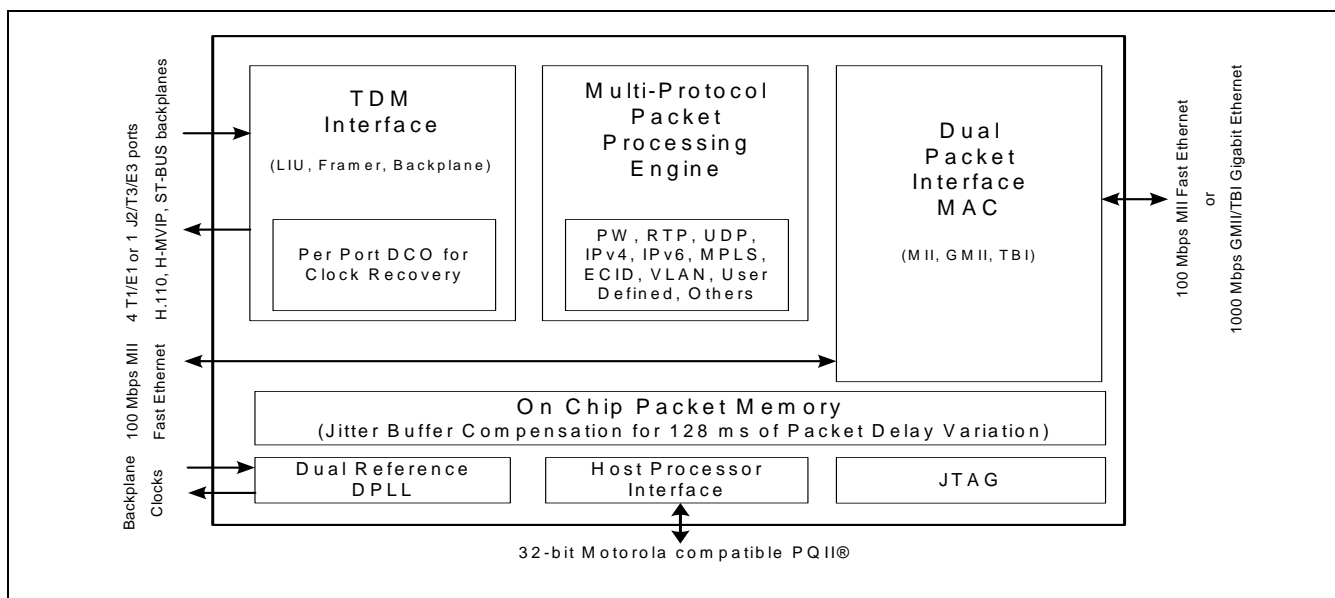 4 T1/E1 or 1 J2/T3/E3 ports
H.110, H-MVIP, ST-BUS backplanes
TDM
Interface
(LIU, Framer, Backplane)
Per Port DCO for
Clock Recovery
Multi-Protocol
Packet
Processing
Engine
PW, RTP, UDP,
IPv4, IPv6, MPLS,
ECID, VLAN, User
Defined, Others
Dual
Packet
Interface
MAC
(MII, GMII, TBI)
100 Mbps MII Fast Ethernet
or
1000 Mbps GMII/TBI Gigabit Ethernet
100 Mbps MII
Fast Ethernet
On Chip Packet Memory
(Jitter Buffer Compensation for 128 ms of Packet Delay Variation)
Backplane
Clocks
Dual Reference
DPLL
Host Processor
Interface
JTAG
32-bit Motorola compatible PQII®